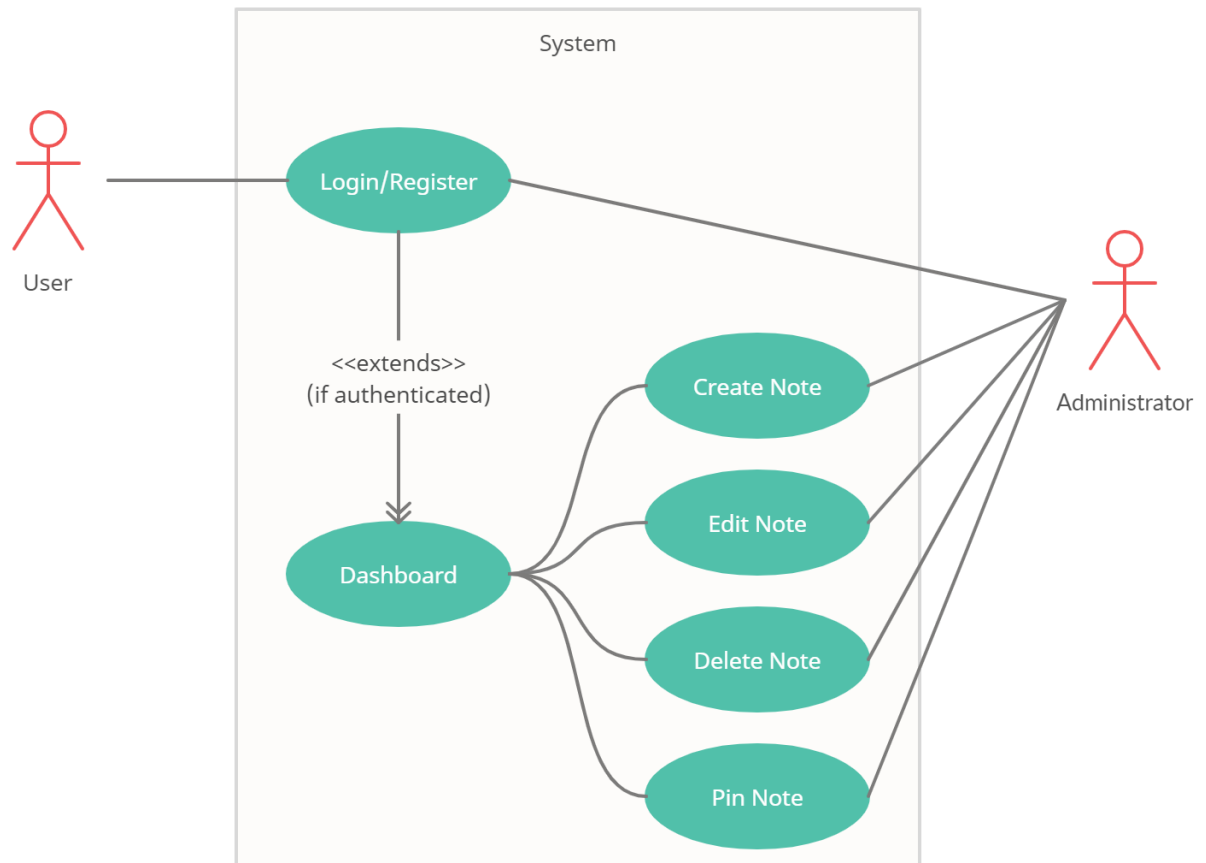 System
Login/Register
User
<<extends>>
(if authenticated)
Create Note
Administrator
Edit Note
Dashboard
Delete Note
Pin Note